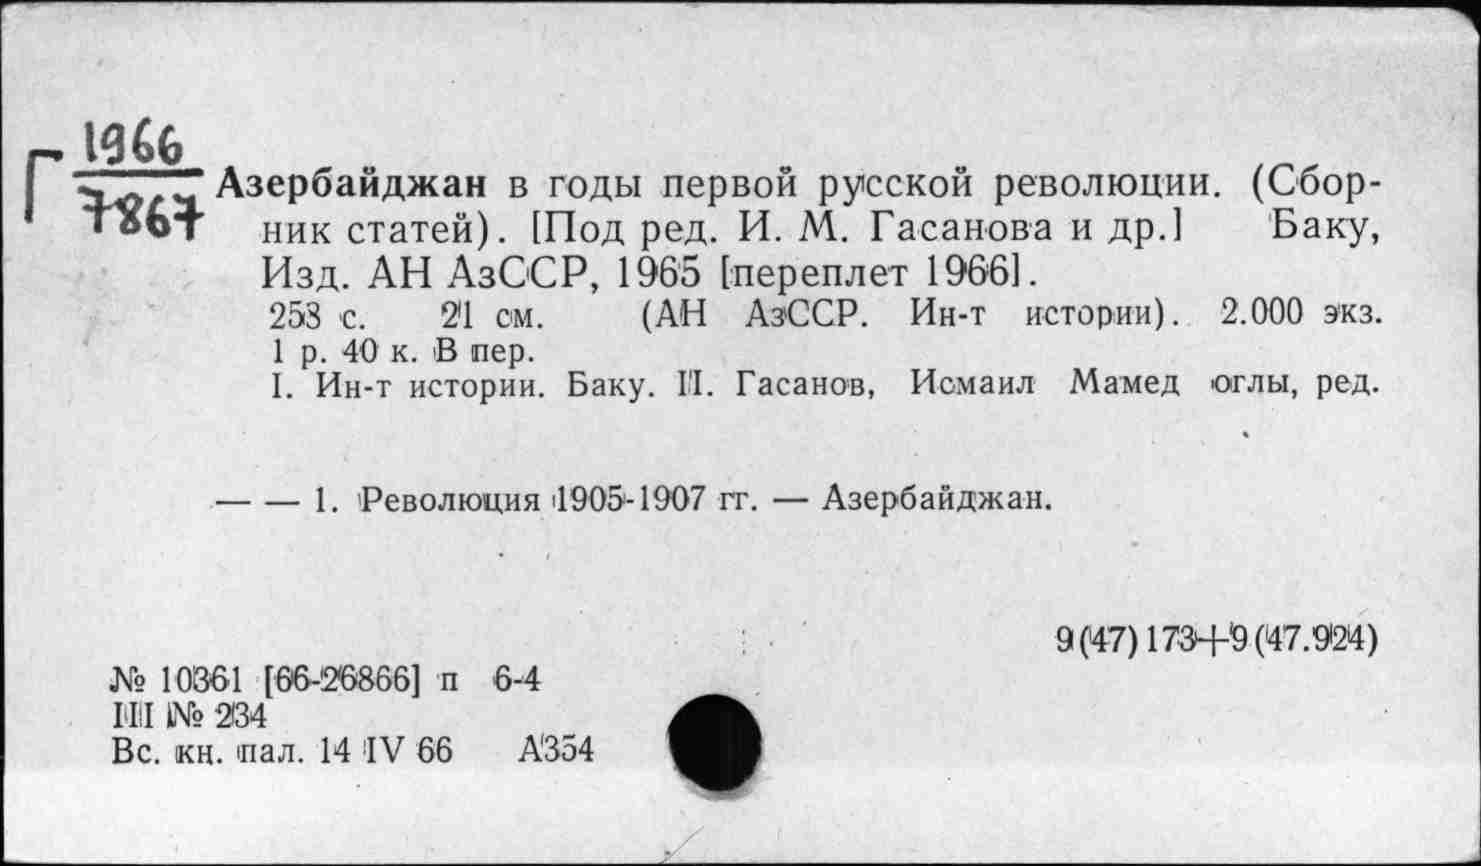 Г 1966
7867
Азербайджан в годы первой русской революции. (Сбор-
ник статей). [Под ред. И. М. Гасанова и др.] Баку,
Изд. АН АзССР, 1965 [переплет 1966].
253 с. 21 см. (АН АзССР. Ин-т истории). 2.000 экз.
1 р. 40 к. В пер.
I. Ин-т истории. Баку. II. Гасанов, Исмаил Мамед оглы, ред.
— — 1. Революция 1905-1907 гг. — Азербайджан.
9(47)173+9(47.924)
№ 10361 [66-26866] п 6-4
III № 234
Вс. кн. пал. 14 IV 66 А354